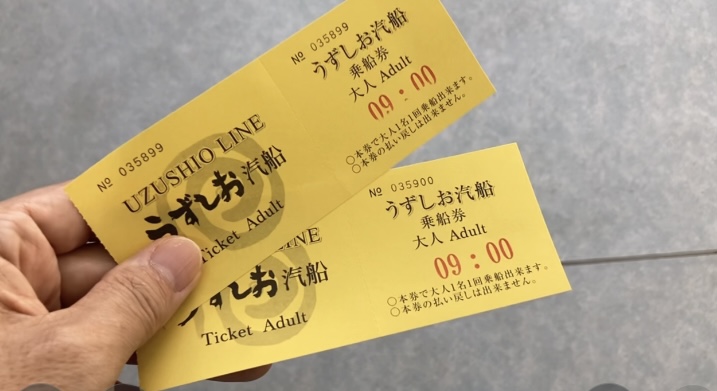 № 035899
うずしお汽船
乗船券
大人 Adult
09:00
○本券で大人1名1回乗船出来ます。
○本券の払い戻しは出来ません。
№ 035899
UZUSHIO LINE
うずしお汽船
Ticket Adult
№ 035900
うずしお汽船
乗船券
大人 Adult
09:00
○本券で大人1名1回乗船出来ます。
○本券の払い戻しは出来ません。
LINE
うずしお汽船
Ticket Adult